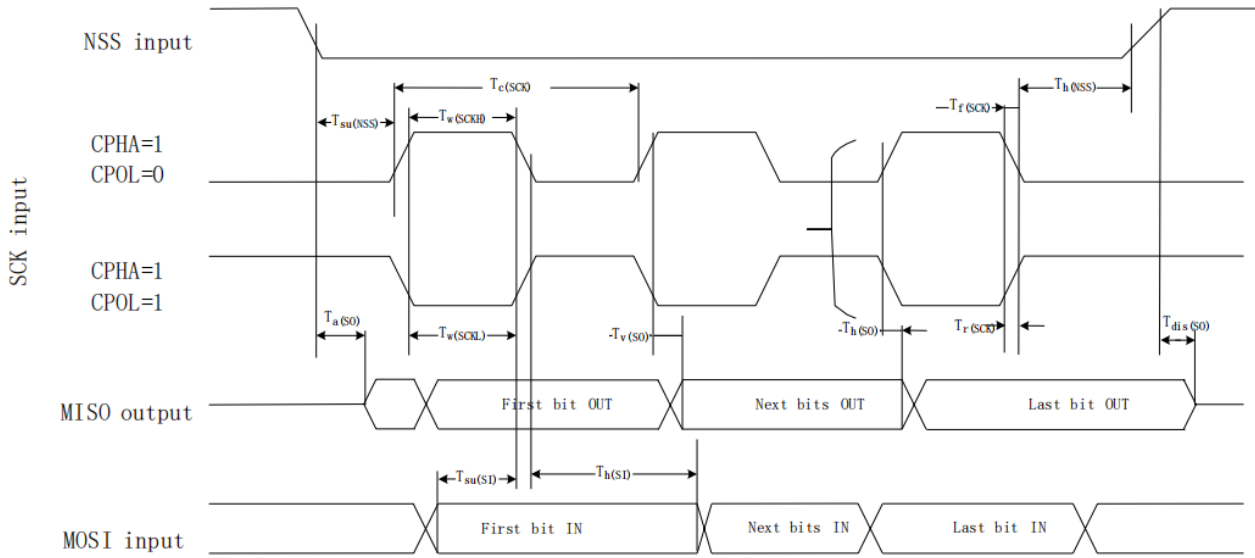 NSS input
Tc(SCK)
Th(NSS)
Tf(SCK)
Tsu(NSS)
Tw(SCKH)
CPHA=1
CPOL=0
SCK input
CPHA=1
CPOL=1
Ta(SO)
Tw(SCKL)
Tv(SO)
Th(SO)
Tr(SCK)
Tdis(SO)
MISO output
First bit OUT
Next bits OUT
Last bit OUT
Tsu(SI)
Th(SI)
MOSI input
First bit IN
Next bits IN
Last bit IN